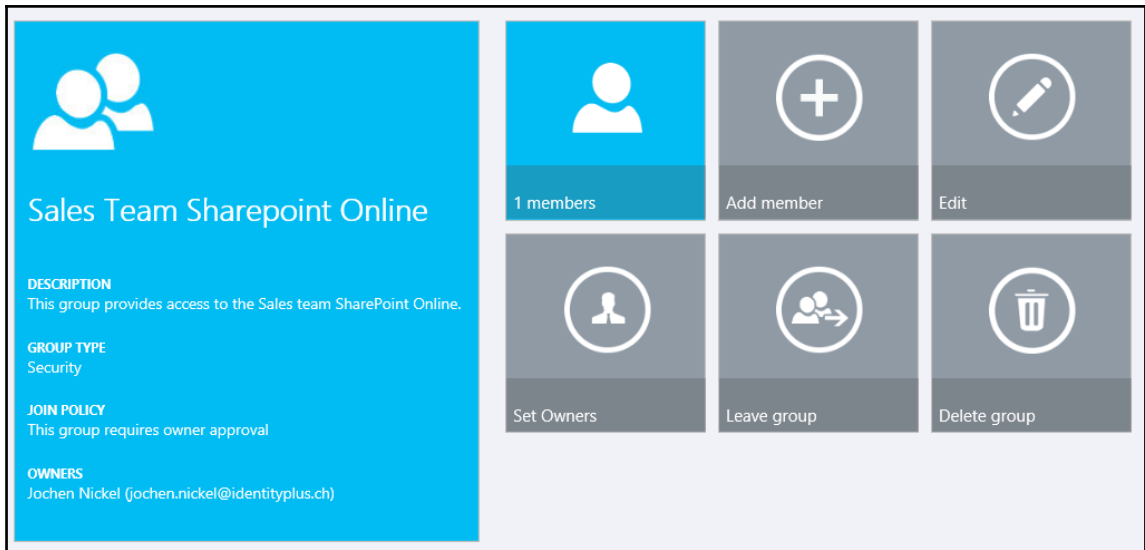 Sales Team Sharepoint Online
DESCRIPTION
This group provides access to the Sales team SharePoint Online.
GROUP TYPE
Security
JOIN POLICY
This group requires owner approval
OWNERS
Jochen Nickel (jochen.nickel@identityplus.ch)
1 members
Add member
Edit
Set Owners
Leave group
Delete group